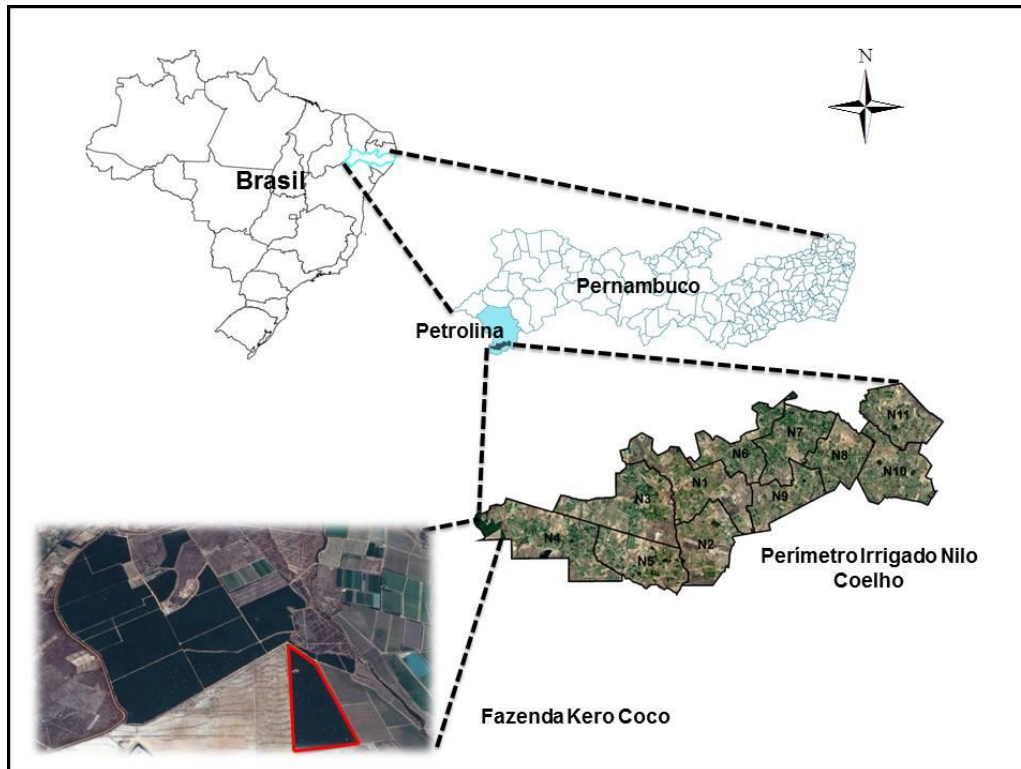 N
Brasil
Pernambuco
Petrolina
N11
N7
N6
N8
N10
N1
N3
N9
N4
N2
N5
Perímetro Irrigado Nilo
Coelho
Fazenda Kero Coco